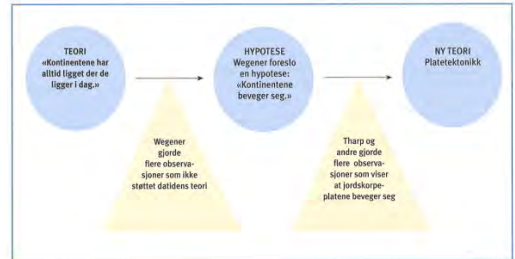 TEORI
«Kontinentene har
alltid ligget der de
ligger i dag.»
HYPOTESE
Wegener foreslo
en hypotese:
«Kontinentene
beveger seg.»
NY TEORI
Platetektonikk
Wegener
gjorde
flere observa-
sjoner som ikke
støttet datidens teori
Tharp og
andre gjorde
flere observa-
sjoner som viser
at jordskorpe-
platene beveger seg